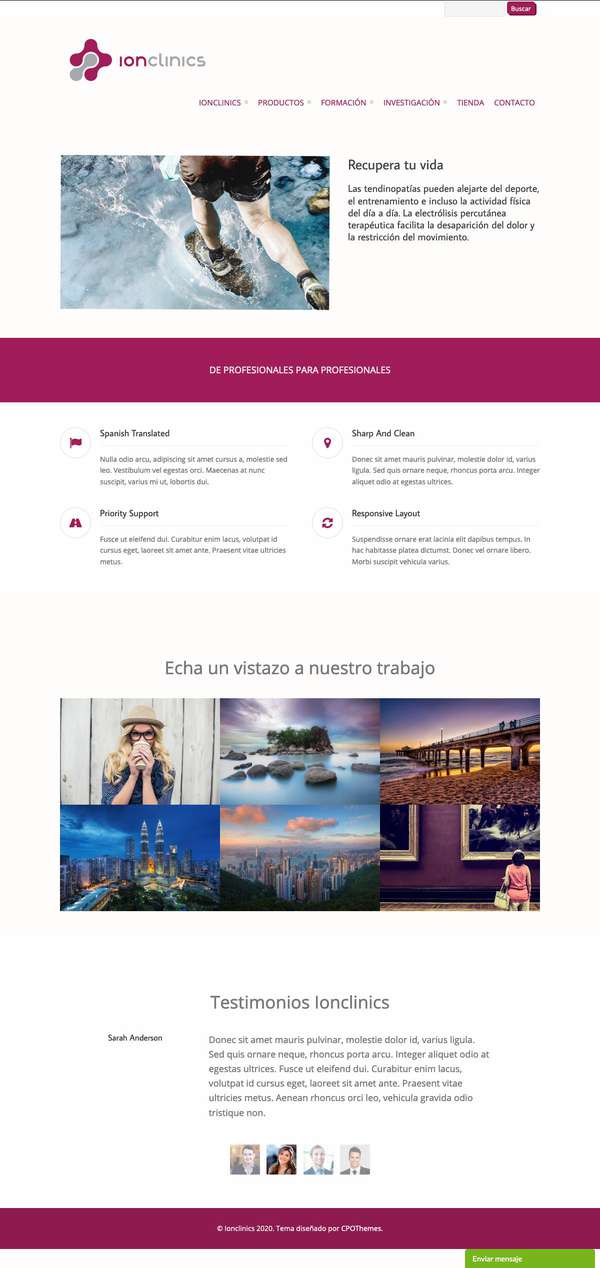 Buscar
ionclinics
IONCLINICS PRODUCTOS FORMACIÓN INVESTIGACIÓN TIENDA CONTACTO
Recupera tu vida
Las tendinopatías pueden alejarte del deporte,
el entrenamiento e incluso la actividad física
del día a día. La electrólisis percutánea
terapéutica facilita la desaparición del dolor y
la restricción del movimiento.
DE PROFESIONALES PARA PROFESIONALES
Spanish Translated
Nulla odio arcu, adipiscing sit amet cursus a, molestie sed
leo. Vestibulum vel egestas orci. Maecenas at nunc
suscipit, varius mi ut, lobortis dui.
Sharp And Clean
Donec sit amet mauris pulvinar, molestie dolor id, varius
ligula. Sed quis ornare neque, rhoncus porta arcu. Integer
aliquet odio at egestas ultrices.
Priority Support
Fusce ut eleifend dui. Curabitur enim lacus, volutpat id
cursus eget, laoreet sit amet ante. Praesent vitae ultricies
metus.
Responsive Layout
Suspendisse ornare erat lacinia elit dapibus tempus. In
hac habitasse platea dictumst. Donec vel ornare libero.
Morbi suscipit vehicula varius.
Echa un vistazo a nuestro trabajo
Testimonios Ionclinics
Sarah Anderson
Donec sit amet mauris pulvinar, molestie dolor id, varius ligula.
Sed quis ornare neque, rhoncus porta arcu. Integer aliquet odio at
egestas ultrices. Fusce ut eleifend dui. Curabitur enim lacus,
volutpat id cursus eget, laoreet sit amet ante. Praesent vitae
ultricies metus. Aenean rhoncus orci leo, vehicula gravida odio
tristique non.
© Ionclinics 2020. Tema diseñado por CPOThemes.
Enviar mensaje